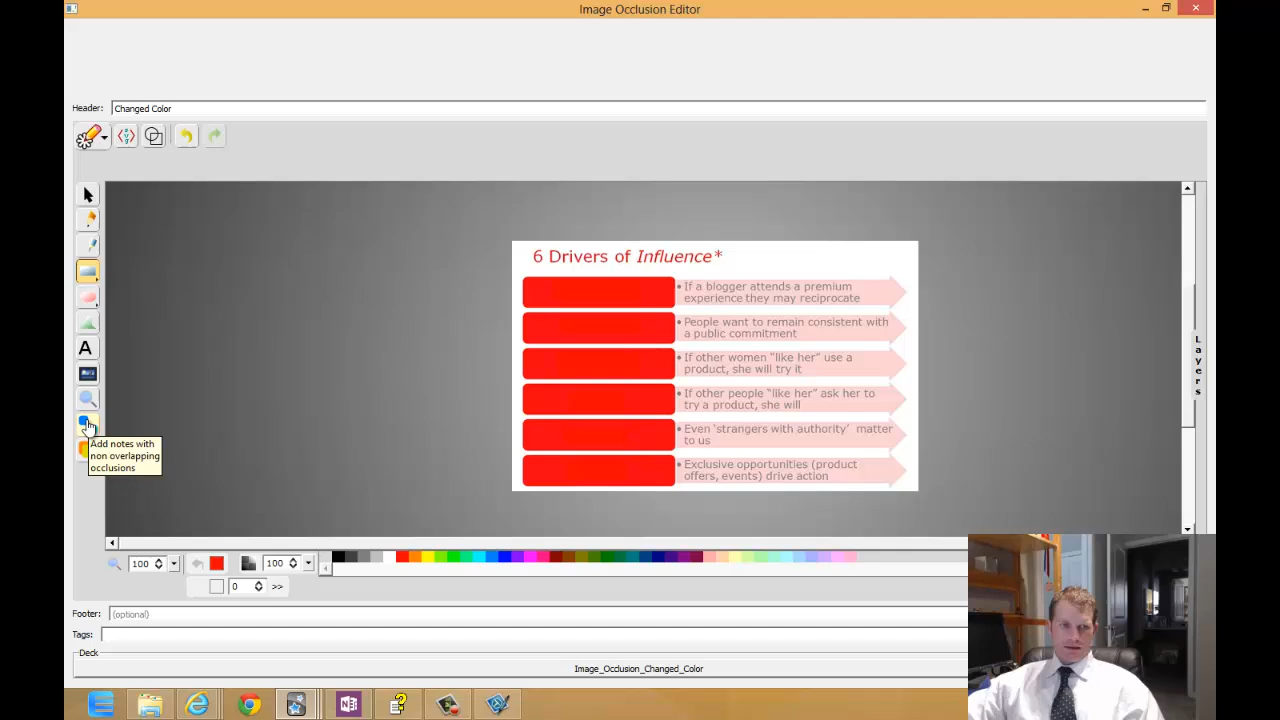 Image Occlusion Editor
Header:
Changed Color
6 Drivers of Influence*
• If a blogger attends a premium
experience they may reciprocate
• People want to remain consistent with
a public commitment
• If other women “like her” use a
product, she will try it
• If other people “like her” ask her to
try a product, she will
• Even ‘strangers with authority’ matter
to us
• Exclusive opportunities (product
offers, events) drive action
A
Add notes with
non overlapping
occlusions
Layers
100
100
0
>>
Footer:
(optional)
Tags:
Deck
Image_Occlusion_Changed_Color